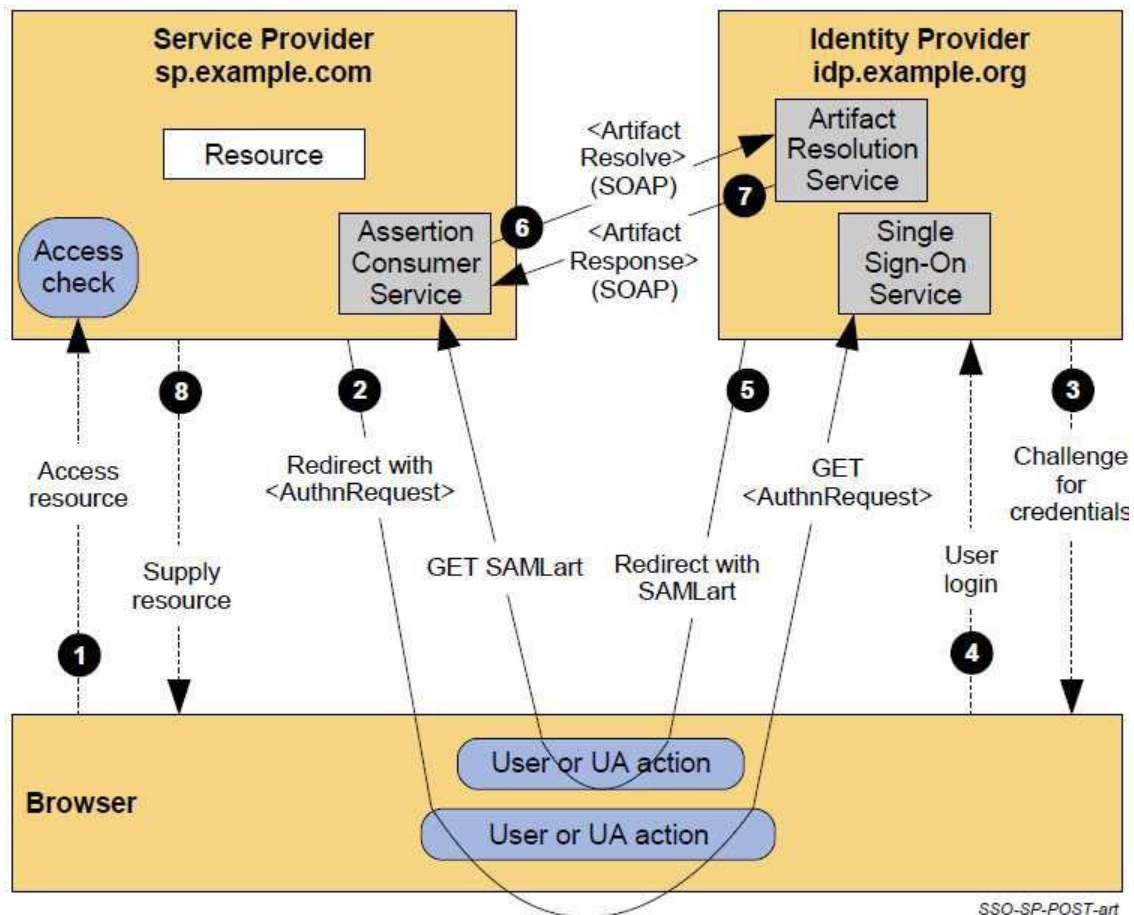 Service Provider
sp.example.com
Identity Provider
idp.example.org
Resource
Access
check
Assertion
Consumer
Service
<Artifact
Resolve>
(SOAP)
<Artifact
Response>
(SOAP)
Artifact
Resolution
Service
Single
Sign-On
Service
6
7
8
2
5
3
Access
resource
Redirect with
<AuthnRequest>
GET
<AuthnRequest>
Challenge
for
credentials
Supply
resource
GET SAMLart
Redirect with
SAMLart
User
login
1
4
User or UA action
Browser
User or UA action
SSO-SP-POST-art